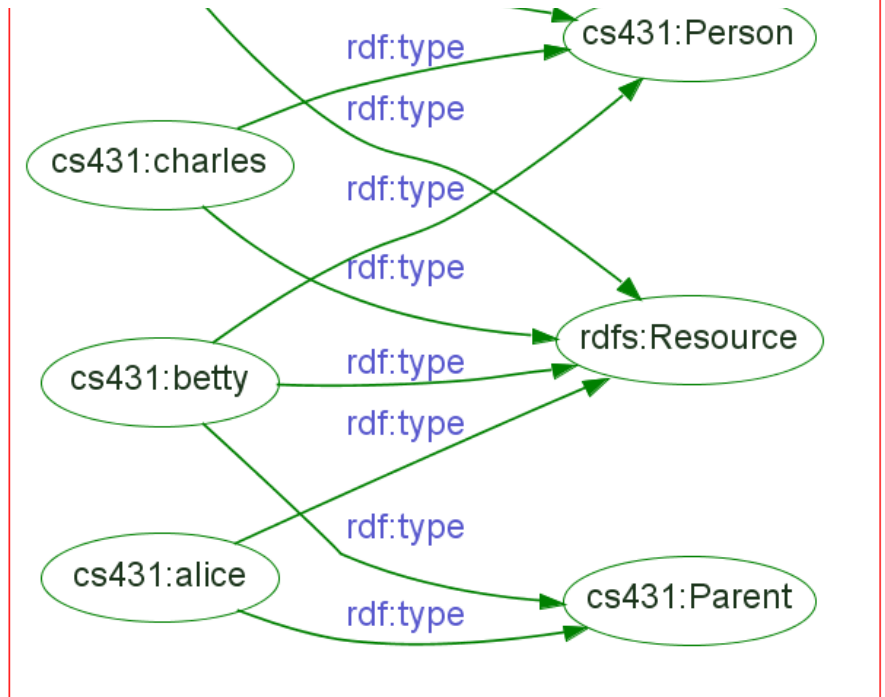 cs431:Person
rdf:type
rdf:type
cs431:charles
rdf:type
rdf:type
rdfs:Resource
rdf:type
cs431:betty
rdf:type
rdf:type
cs431:alice
cs431:Parent
rdf:type